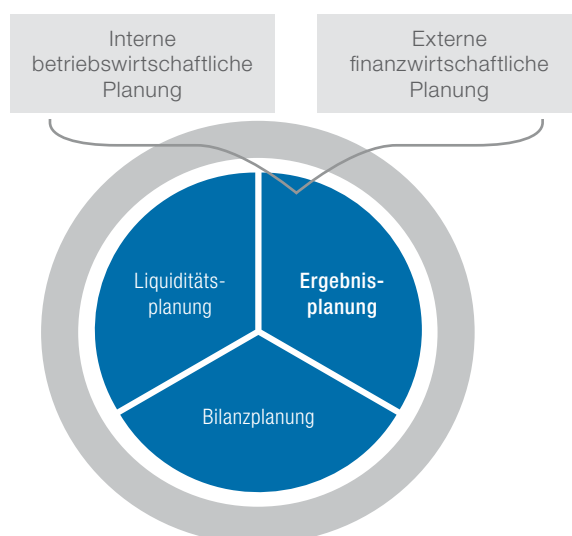 Interne
betriebswirtschaftliche
Planung
Externe
finanzwirtschaftliche
Planung
Liquiditäts-
planung
Ergebnis-
planung
Bilanzplanung